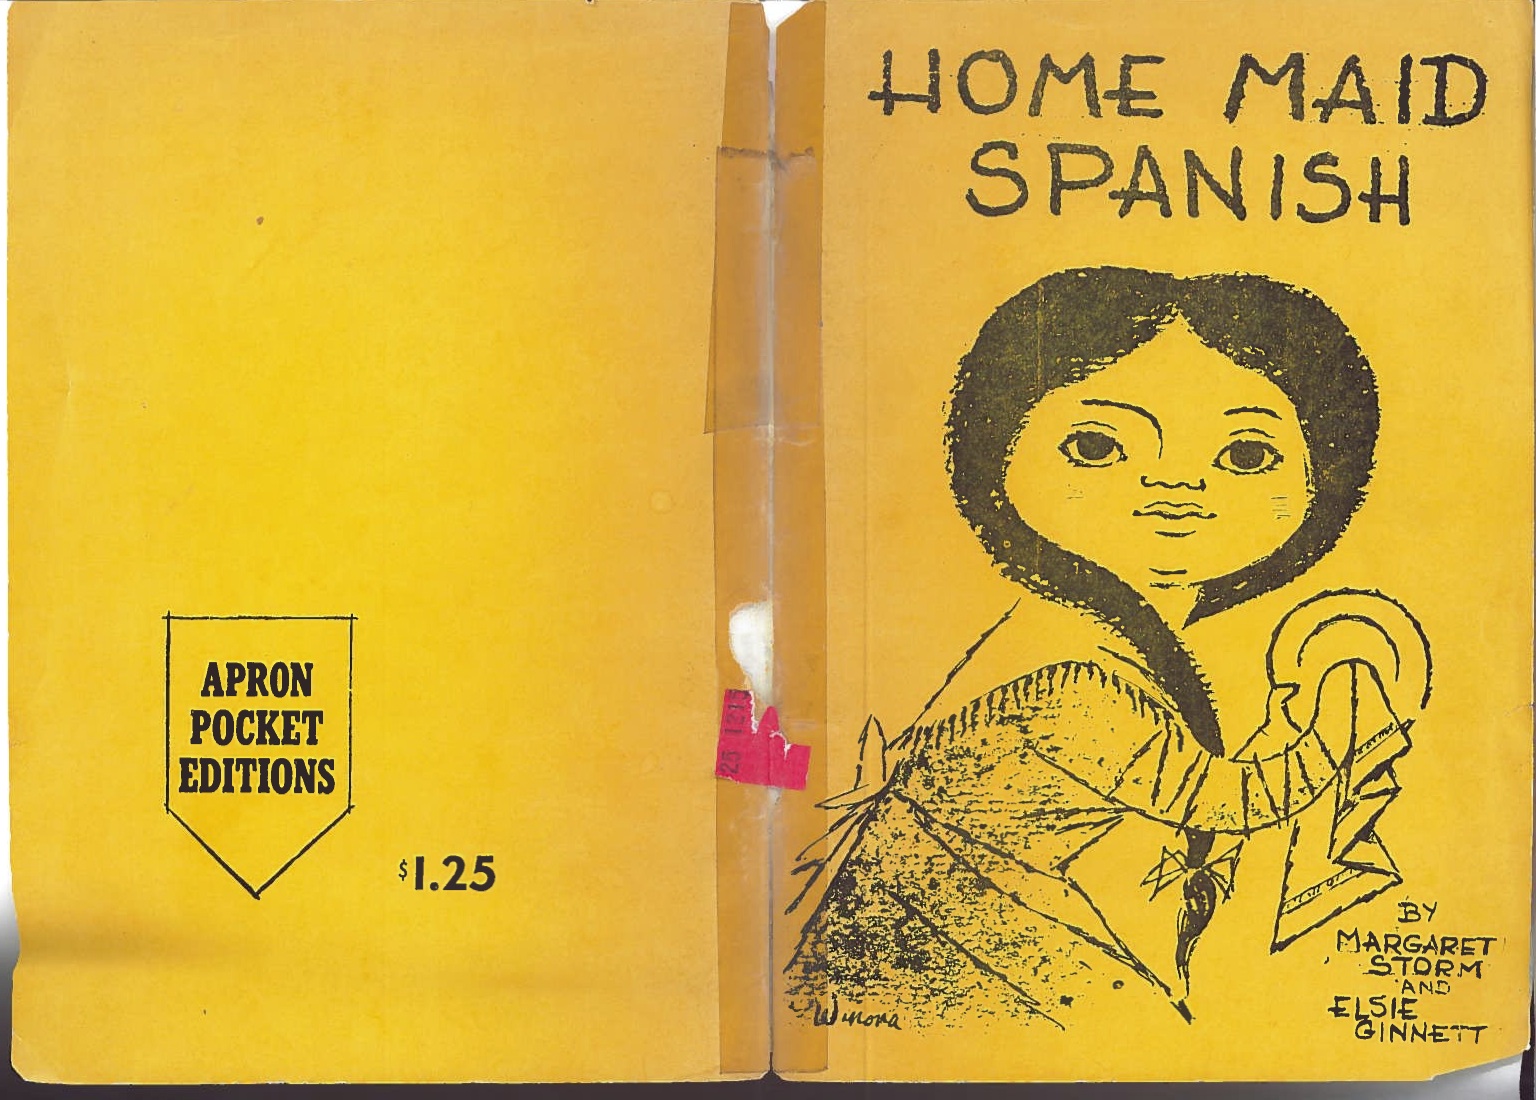 APRON
POCKET
EDITIONS
$1.25
HOME MAID
SPANISH
BY
MARGARET
STORM
AND
ELSIE
GINNETT
Winona